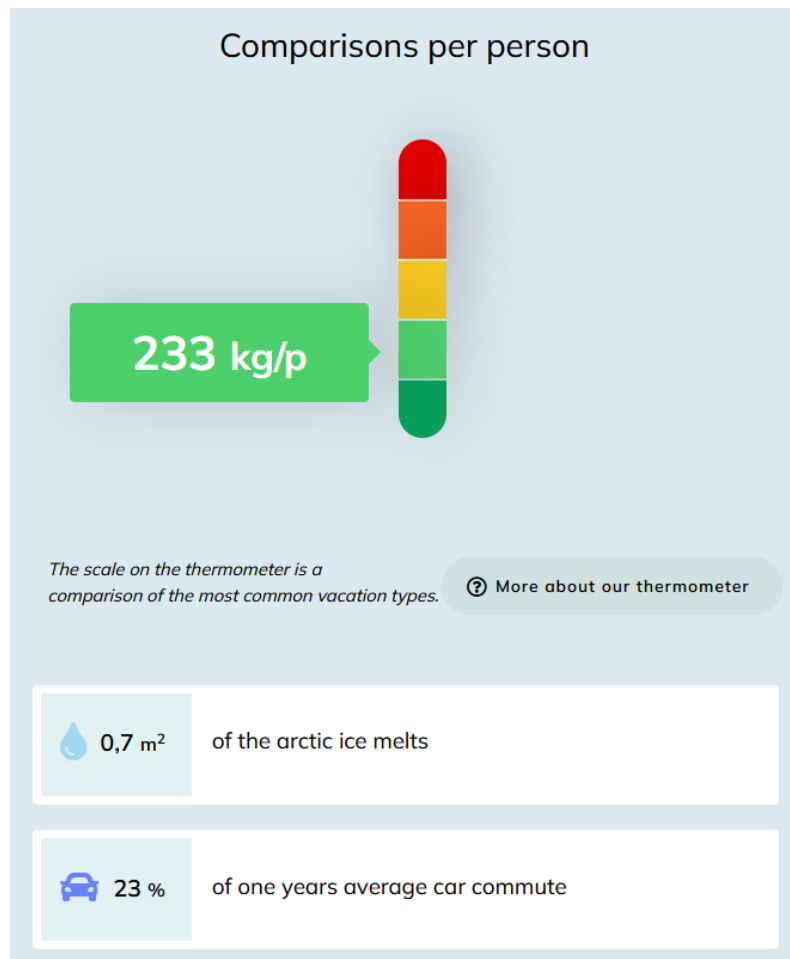 Comparisons per person
233 kg/p
The scale on the thermometer is a
comparison of the most common vacation types.
More about our thermometer
0,7 m²
of the arctic ice melts
23 %
of one years average car commute